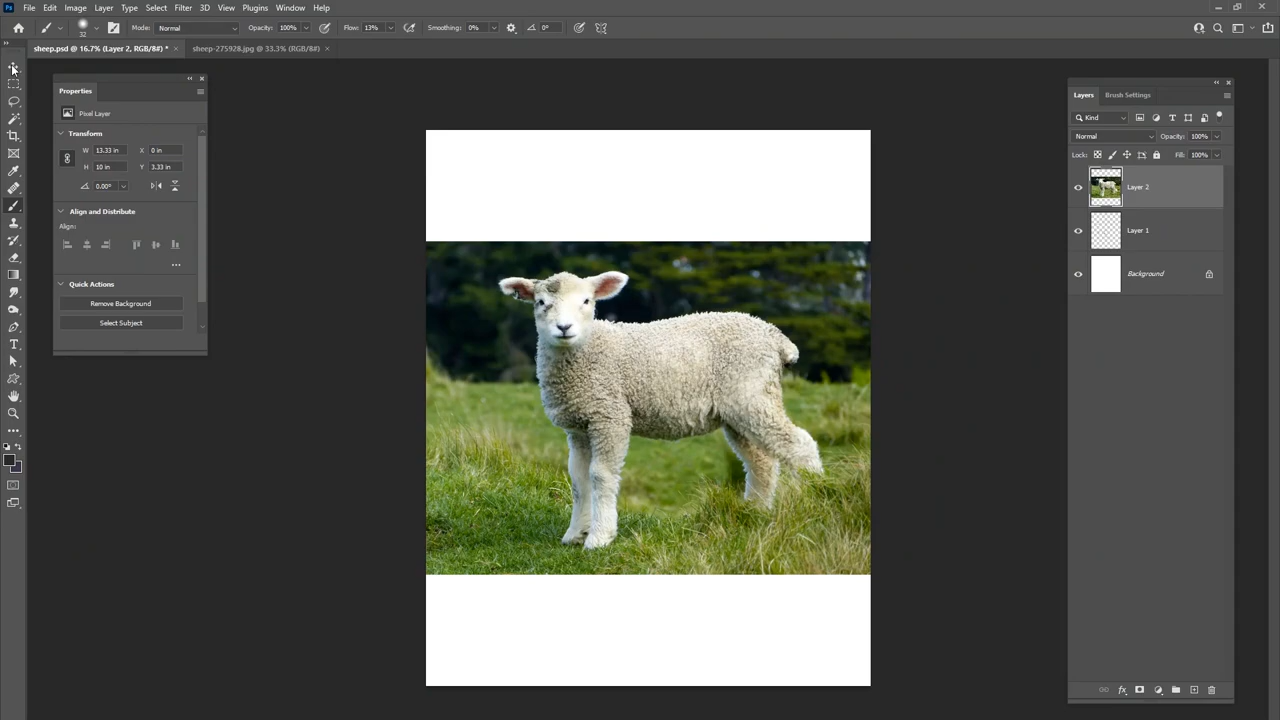 Ps File Edit Image Layer Type Select Filter 3D View Plugins Window Help
32 Mode: Normal Opacity: 100% Flow: 13% Smoothing: 0% 0°
sheep.psd @ 16.7% (Layer 2, RGB/8#) * × sheep-275928.jpg @ 33.3% (RGB/8#) ×
Properties
Pixel Layer
Transform
W 13.33 in X 0 in
H 10 in Y 3.33 in
0.00°
Align and Distribute
Align:
Quick Actions
Remove Background
Select Subject
Layers Brush Settings
Kind
Normal Opacity: 100%
Lock: Fill: 100%
Layer 2
Layer 1
Background